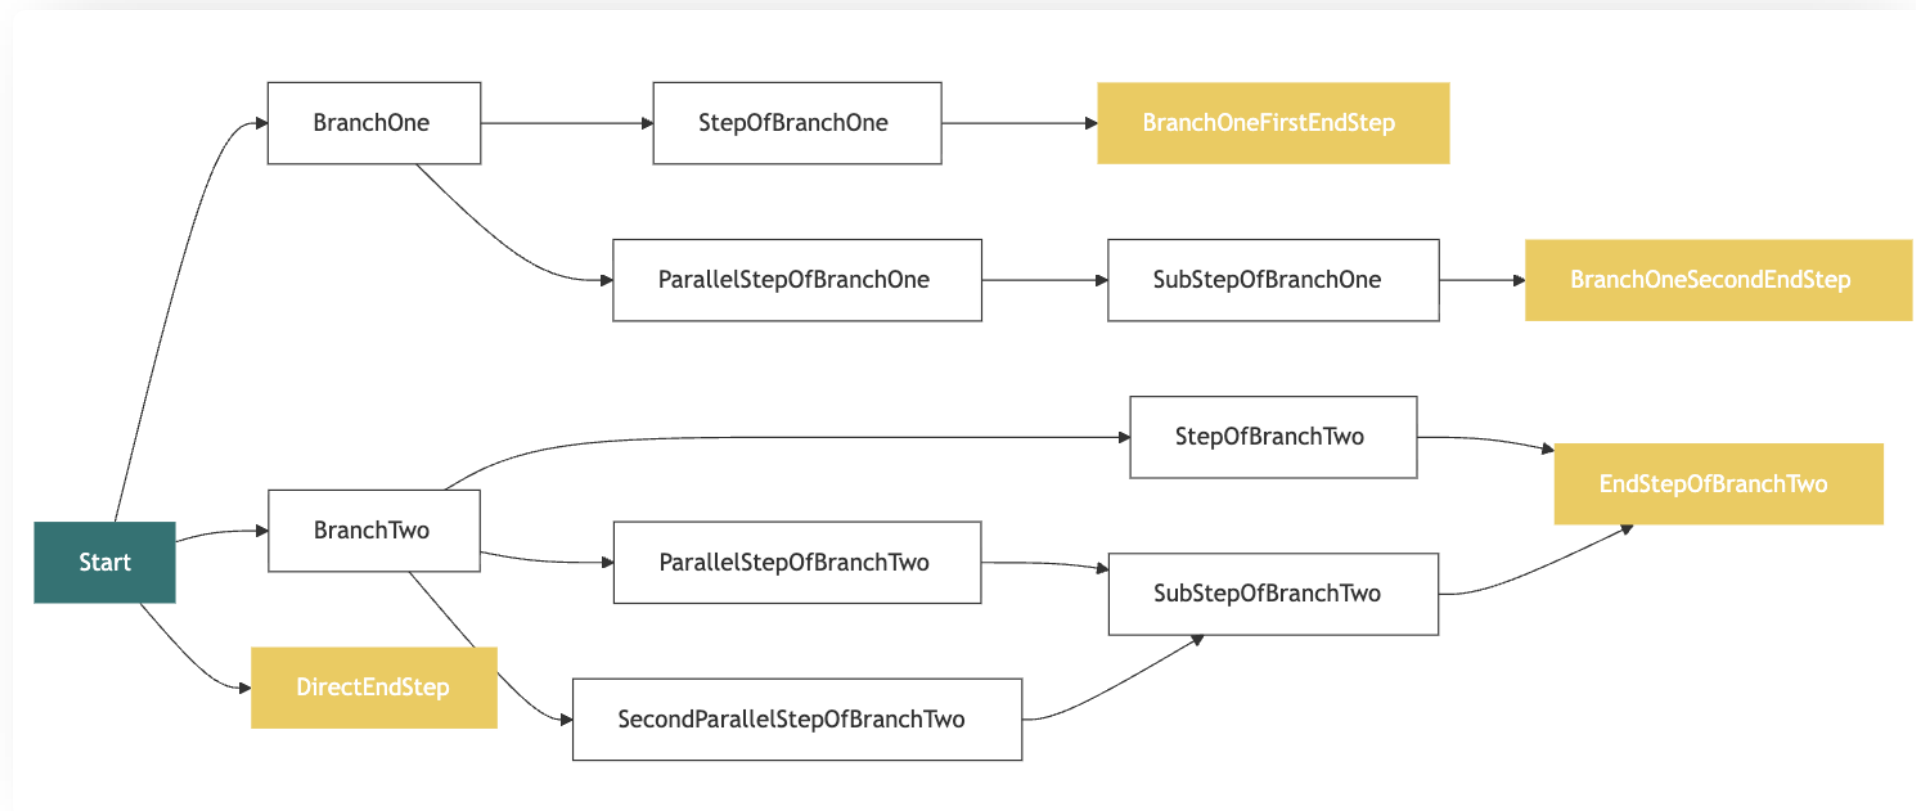 BranchOne
StepOfBranchOne
BranchOneFirstEndStep
ParallelStepOfBranchOne
SubStepOfBranchOne
BranchOneSecondEndStep
StepOfBranchTwo
EndStepOfBranchTwo
BranchTwo
Start
ParallelStepOfBranchTwo
SubStepOfBranchTwo
DirectEndStep
SecondParallelStepOfBranchTwo